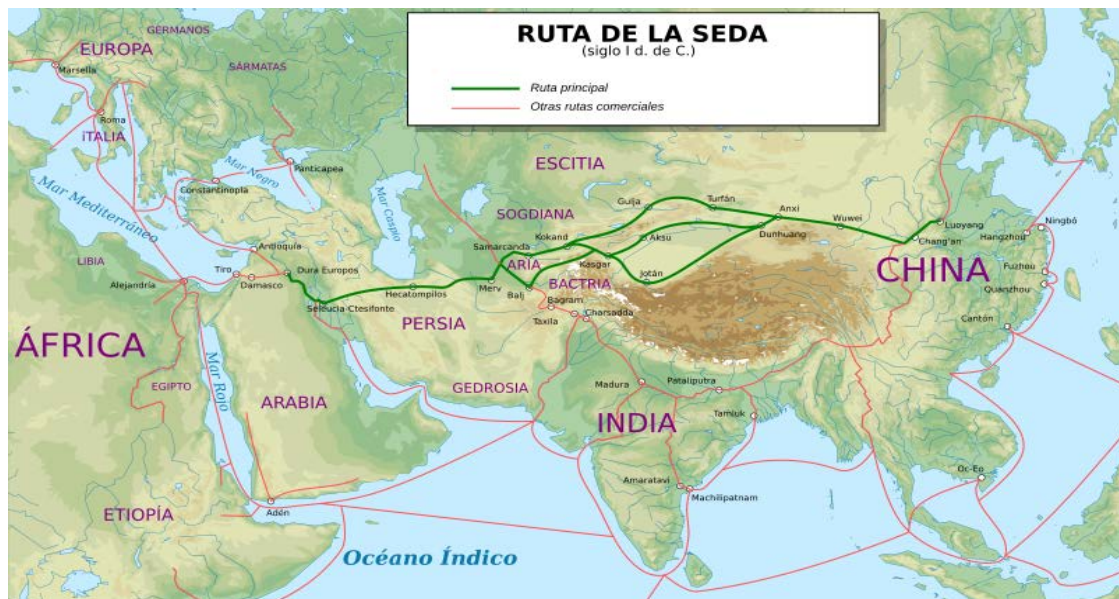 RUTA DE LA SEDA
(siglo I d. de C.)
Ruta principal
Otras rutas comerciales
GERMANOS
EUROPA
Marsella
SÁRMATAS
Roma
iTALIA
Mar Negro
Panticapea
Constantinopla
Mar Mediterráneo
Mar Caspio
ESCITIA
SOGDIANA
Gulja
Turfán
Anxi
Wuwei
Luoyang
Ningbó
Hangzhou
Kokand
Samarcanda
Aksu
Dunhuang
Chang'an
Antioquía
LIBIA
Tiro
Damasco
Dura Europos
ARIA
Kasgar
Jotán
CHINA
Fuzhou
Quanzhou
Alejandría
Hecatompilos
Merv
Balj
BACTRIA
Seleucia-Ctesifonte
Bagram
Taxila
Charsadda
PERSIA
Cantón
ÁFRICA
Mar Rojo
EGIPTO
ARABIA
GEDROSIA
Madura
Pataliputra
INDIA
Tamluk
Oc-Eo
Amaratavi
Machilipatnam
ETIOPÍA
Adén
Océano Índico